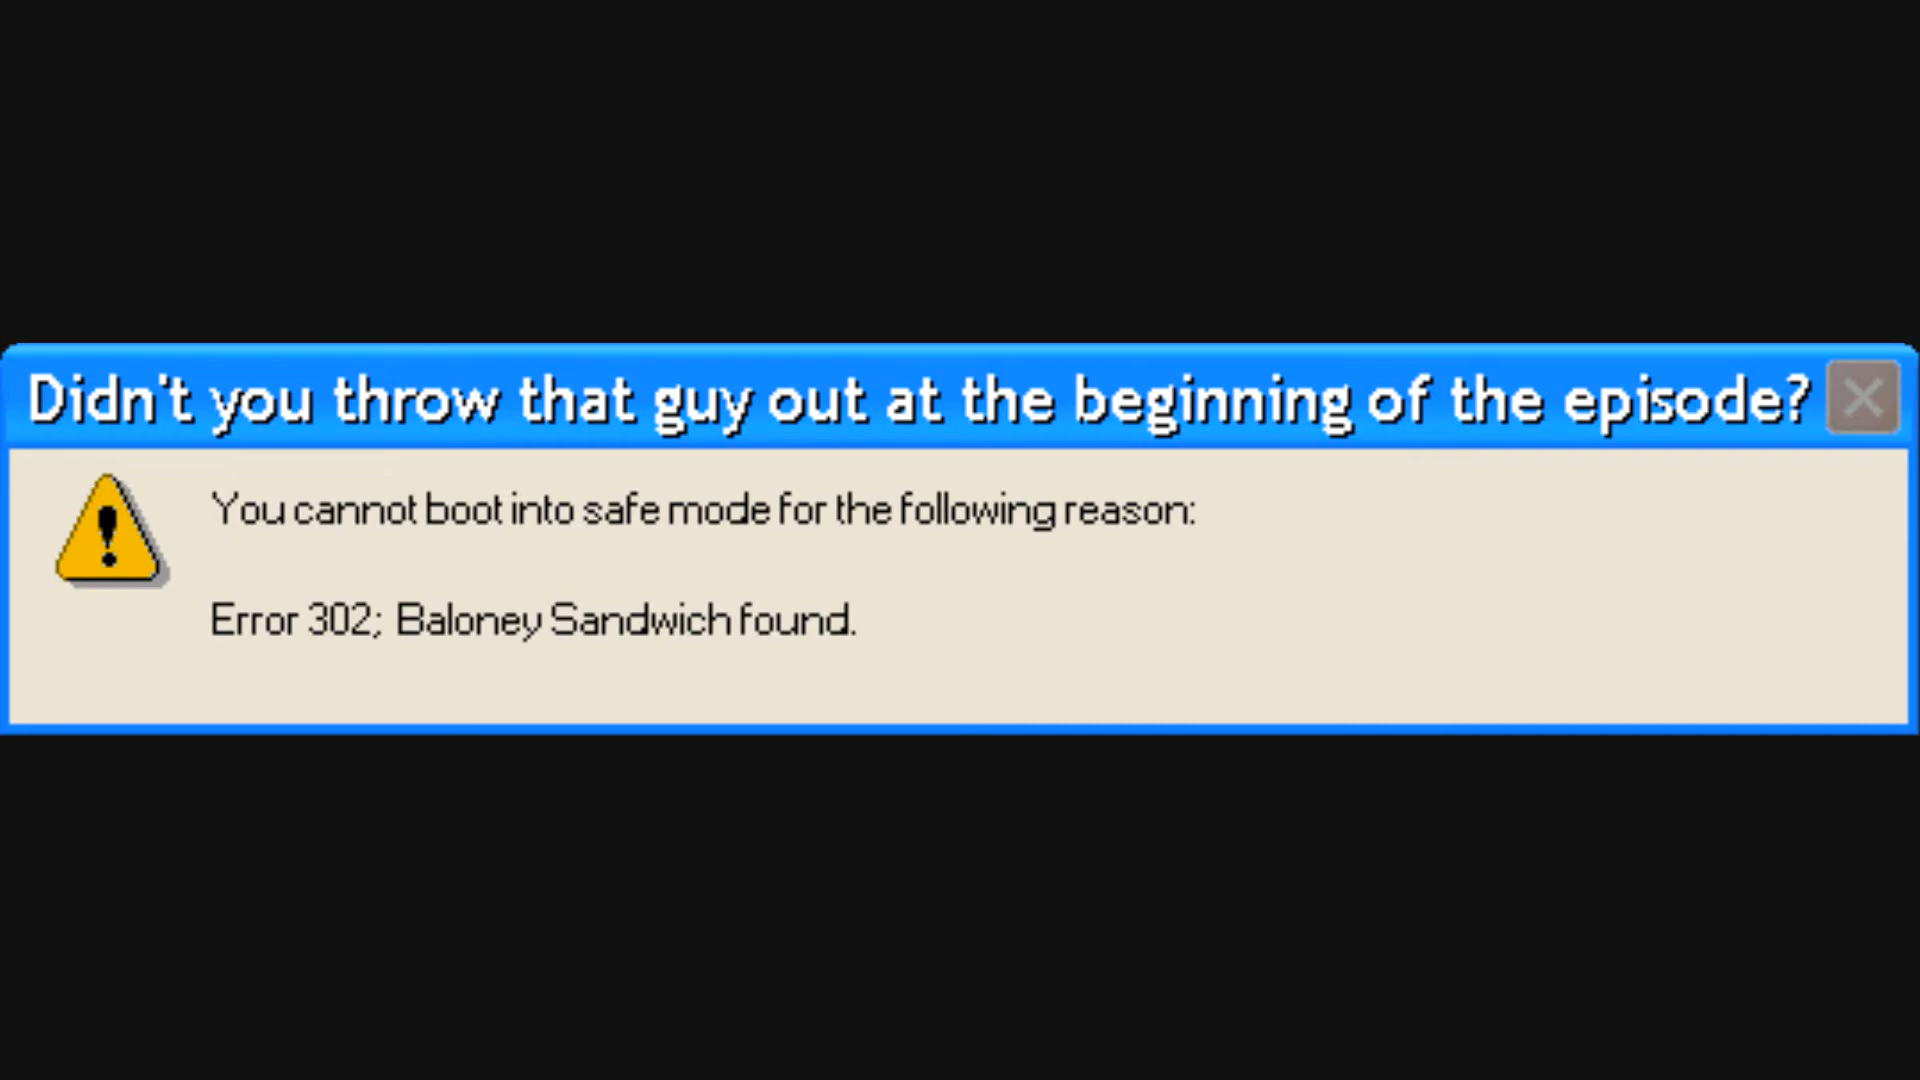 Didn't you throw that guy out at the beginning of the episode?
You cannot boot into safe mode for the following reason:
Error 302; Baloney Sandwich found.